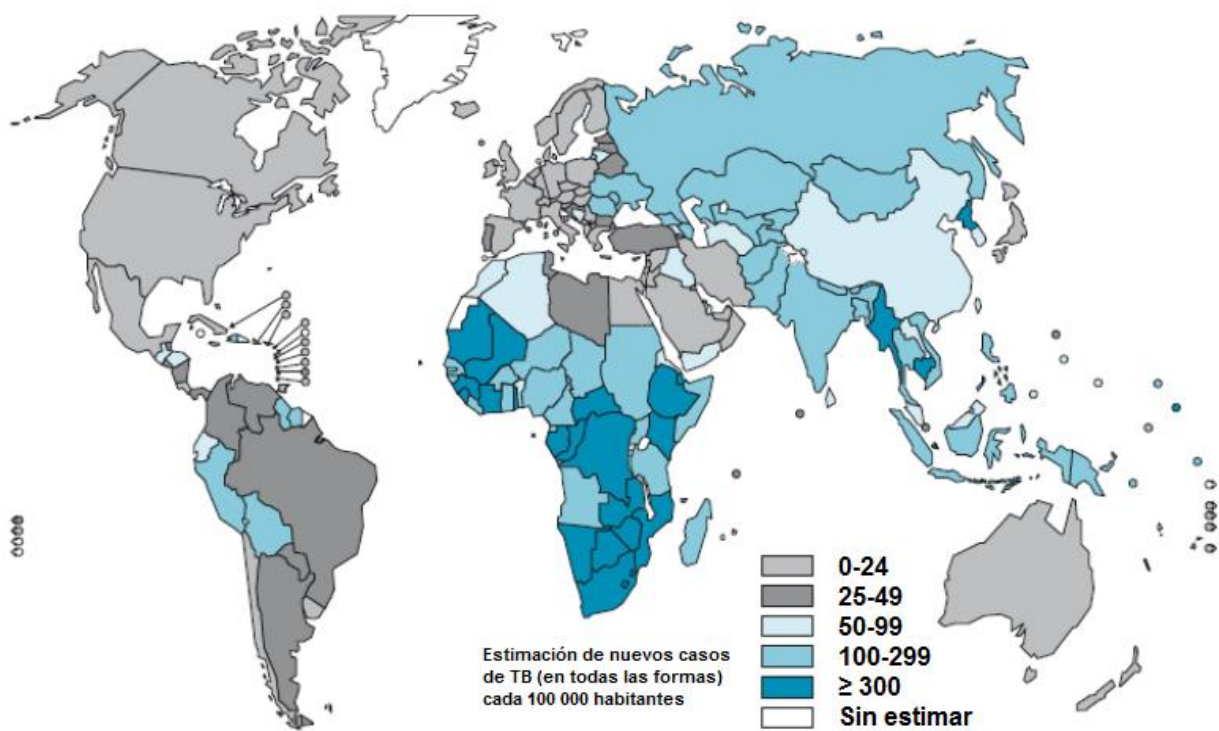 0-24
25-49
50-99
100-299
≥ 300
Sin estimar
Estimación de nuevos casos
de TB (en todas las formas)
cada 100 000 habitantes